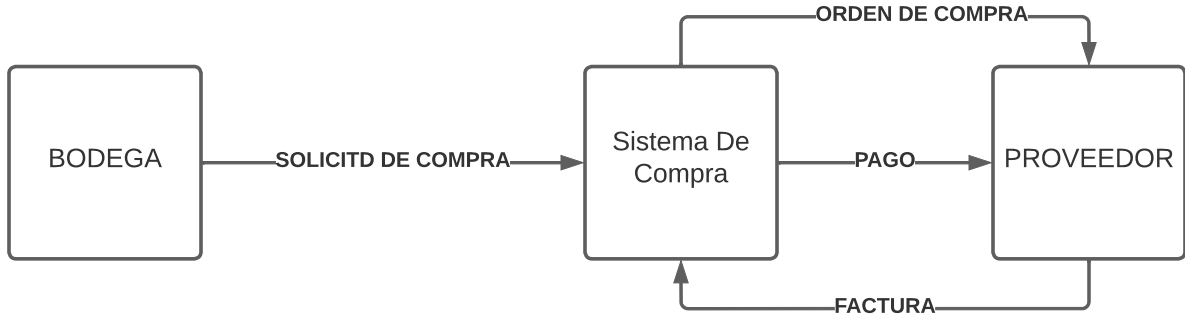 ORDEN DE COMPRA
BODEGA
SOLICITD DE COMPRA
Sistema De
Compra
PAGO
PROVEEDOR
FACTURA